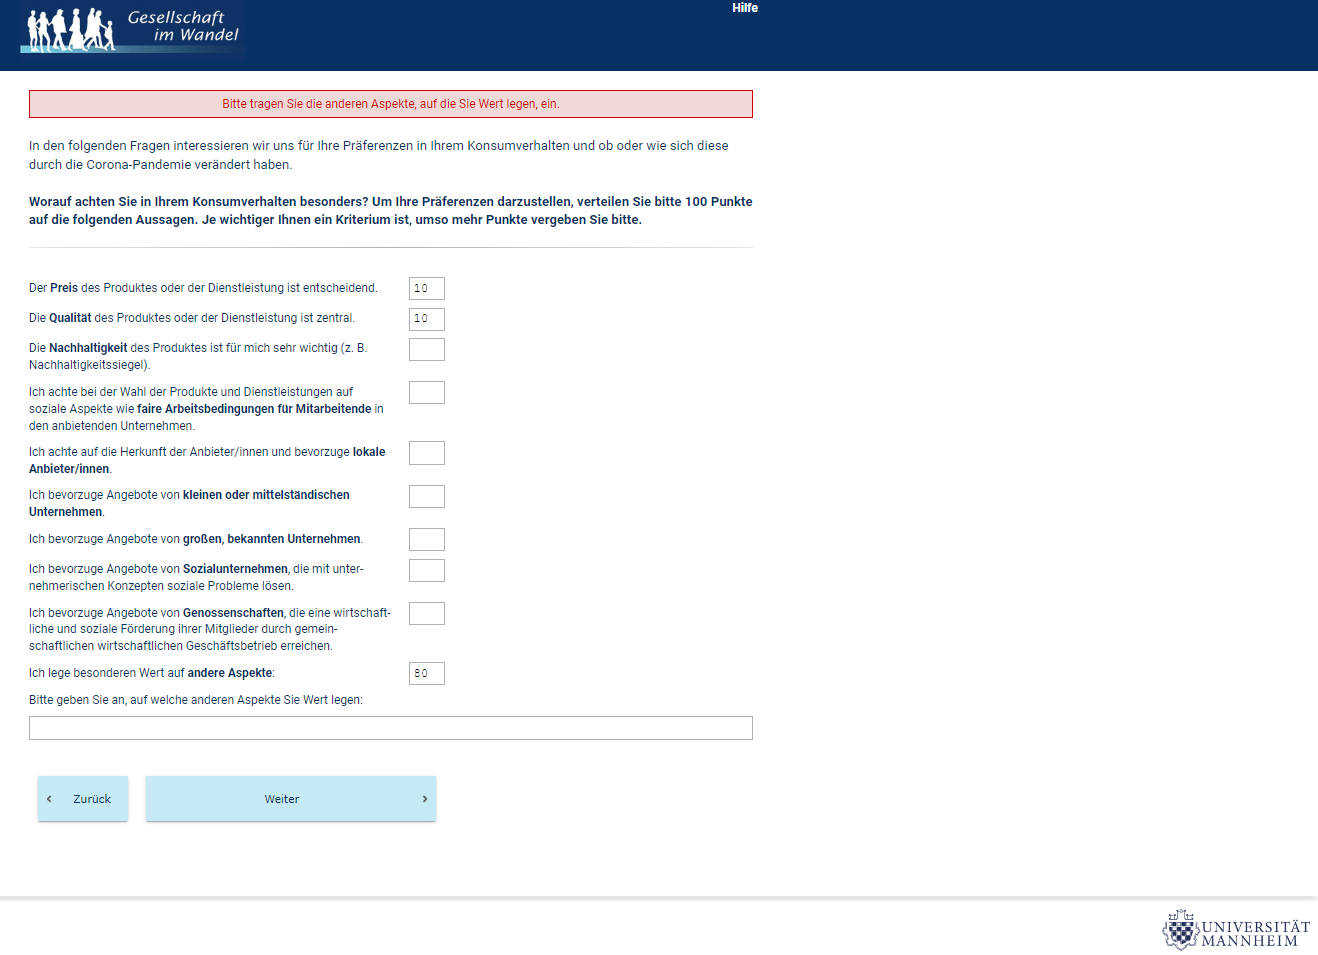 Gesellschaft
im Wandel
Hilfe
Bitte tragen Sie die anderen Aspekte, auf die Sie Wert legen, ein.
In den folgenden Fragen interessieren wir uns für Ihre Präferenzen in Ihrem Konsumverhalten und ob oder wie sich diese
durch die Corona-Pandemie verändert haben.
Worauf achten Sie in Ihrem Konsumverhalten besonders? Um Ihre Präferenzen darzustellen, verteilen Sie bitte 100 Punkte
auf die folgenden Aussagen. Je wichtiger Ihnen ein Kriterium ist, umso mehr Punkte vergeben Sie bitte.
Der Preis des Produktes oder der Dienstleistung ist entscheidend. 10
Die Qualität des Produktes oder der Dienstleistung ist zentral. 10
Die Nachhaltigkeit des Produktes ist für mich sehr wichtig (z. B.
Nachhaltigkeitssiegel).
Ich achte bei der Wahl der Produkte und Dienstleistungen auf
soziale Aspekte wie faire Arbeitsbedingungen für Mitarbeitende in
den anbietenden Unternehmen.
Ich achte auf die Herkunft der Anbieter/innen und bevorzuge lokale
Anbieter/innen.
Ich bevorzuge Angebote von kleinen oder mittelständischen
Unternehmen.
Ich bevorzuge Angebote von großen, bekannten Unternehmen.
Ich bevorzuge Angebote von Sozialunternehmen, die mit unter-
nehmerischen Konzepten soziale Probleme lösen.
Ich bevorzuge Angebote von Genossenschaften, die eine wirtschaft-
liche und soziale Förderung ihrer Mitglieder durch gemein-
schaftlichen wirtschaftlichen Geschäftsbetrieb erreichen.
Ich lege besonderen Wert auf andere Aspekte: 80
Bitte geben Sie an, auf welche anderen Aspekte Sie Wert legen:
‹ Zurück
Weiter ›
UNIVERSITÄT
MANNHEIM